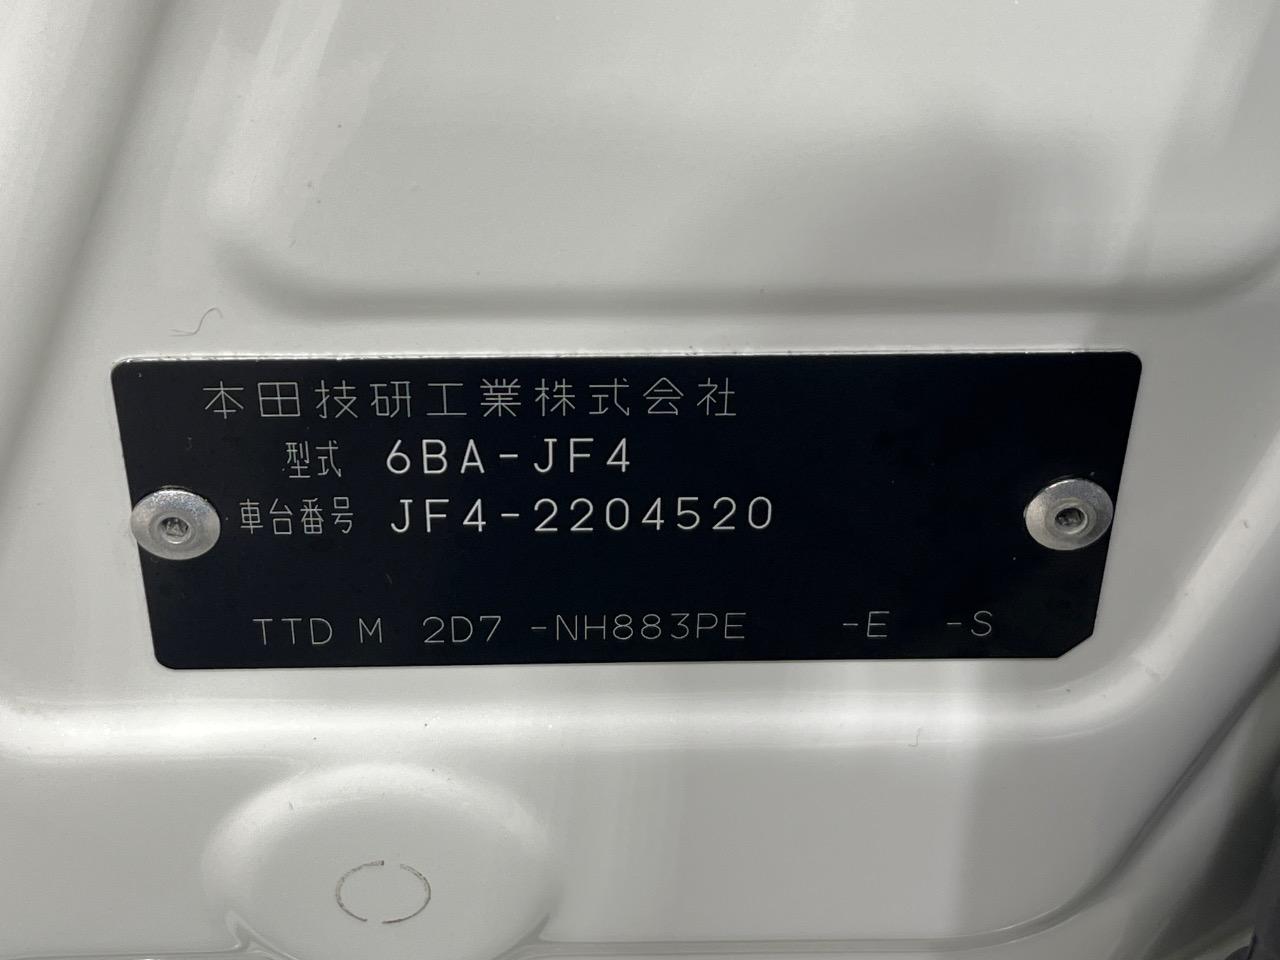 本田技研工業株式会社
型式 6BA-JF4
車台番号 JF4-2204520
TTD M 2D7 -NH883PE -E -S